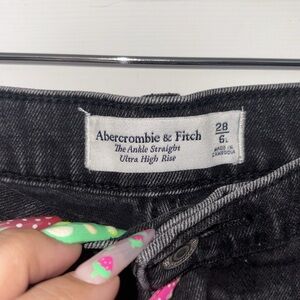 Abercrombie & Fitch
The Ankle Straight
Ultra High Rise
28
6L
MADE IN
CAMBODIA